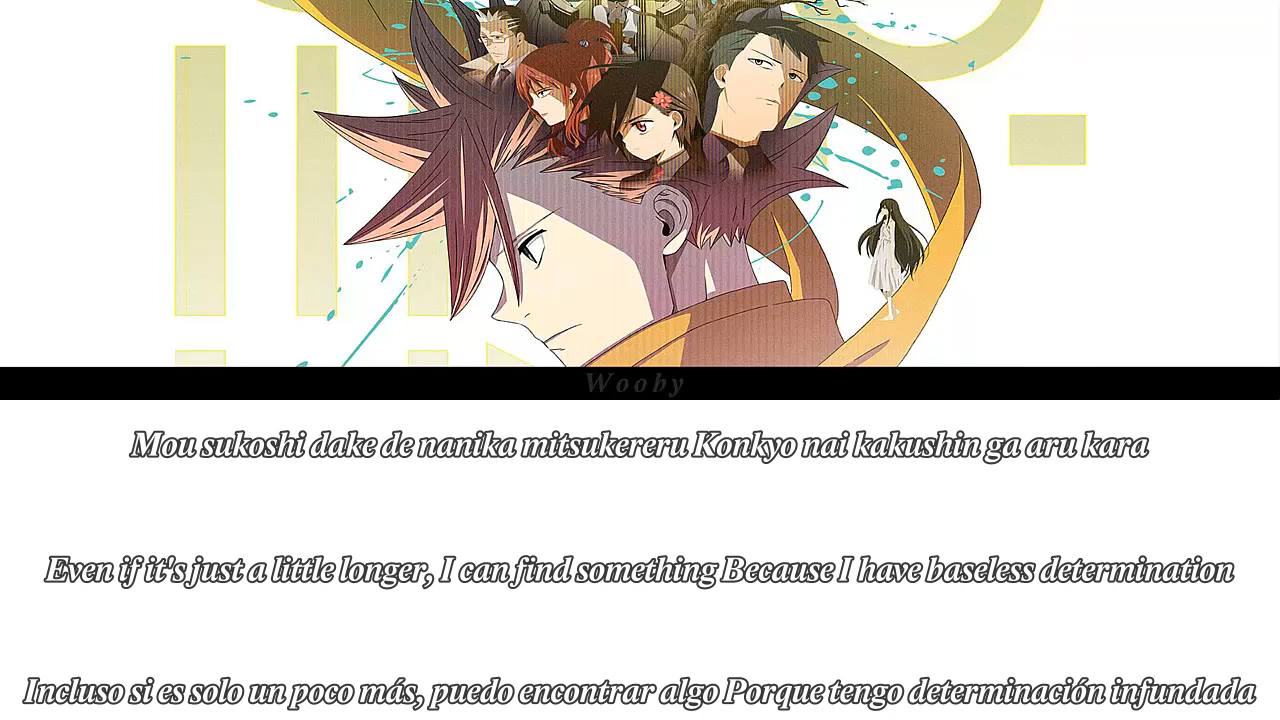 Wooby
Mou sukoshi dake de nanika mitsukereru Konkyo nai kakushin ga aru kara
Even if it's just a little longer, I can find something Because I have baseless determination
Incluso si es solo un poco más, puedo encontrar algo Porque tengo determinación infundada